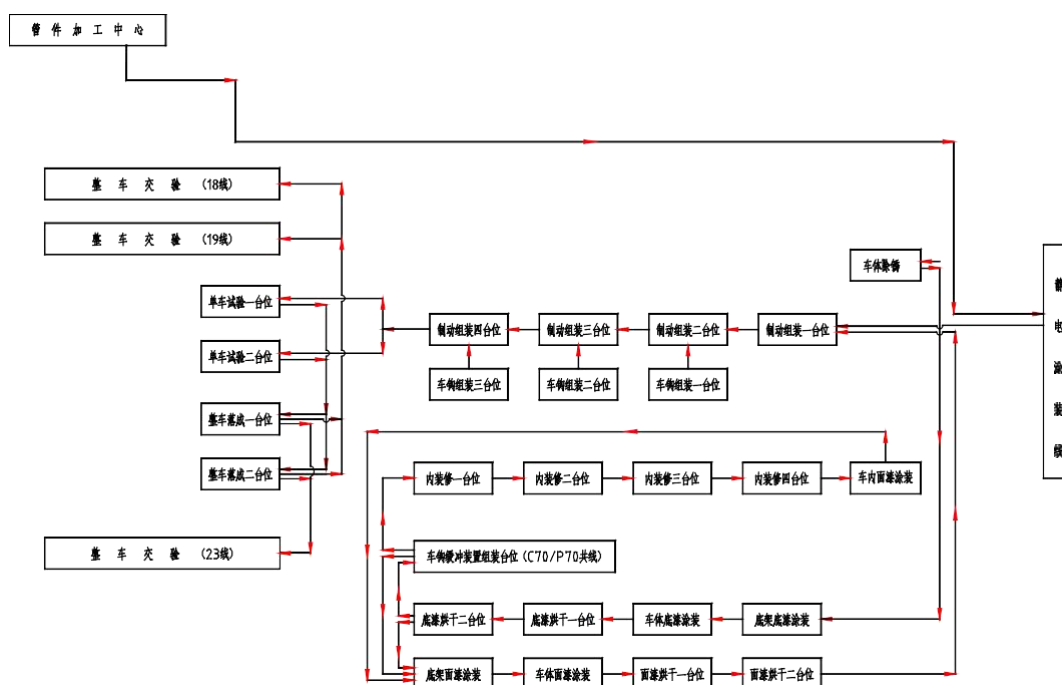 管件加工中心
整车交验(18线)
整车交验(19线)
车体除锈
静电涂装线
单车试验一台位
制动组装四台位
制动组装三台位
制动组装二台位
制动组装一台位
单车试验二台位
车钩组装三台位
车钩组装二台位
车钩组装一台位
整车落成一台位
整车落成二台位
内装修一台位
内装修二台位
内装修三台位
内装修四台位
车内面漆涂装
整车交验(23线)
车钩缓冲装置组装台位(C70/P70共线)
底漆烘干二台位
底漆烘干一台位
车体底漆涂装
底架底漆涂装
底架面漆涂装
车体面漆涂装
面漆烘干一台位
面漆烘干二台位